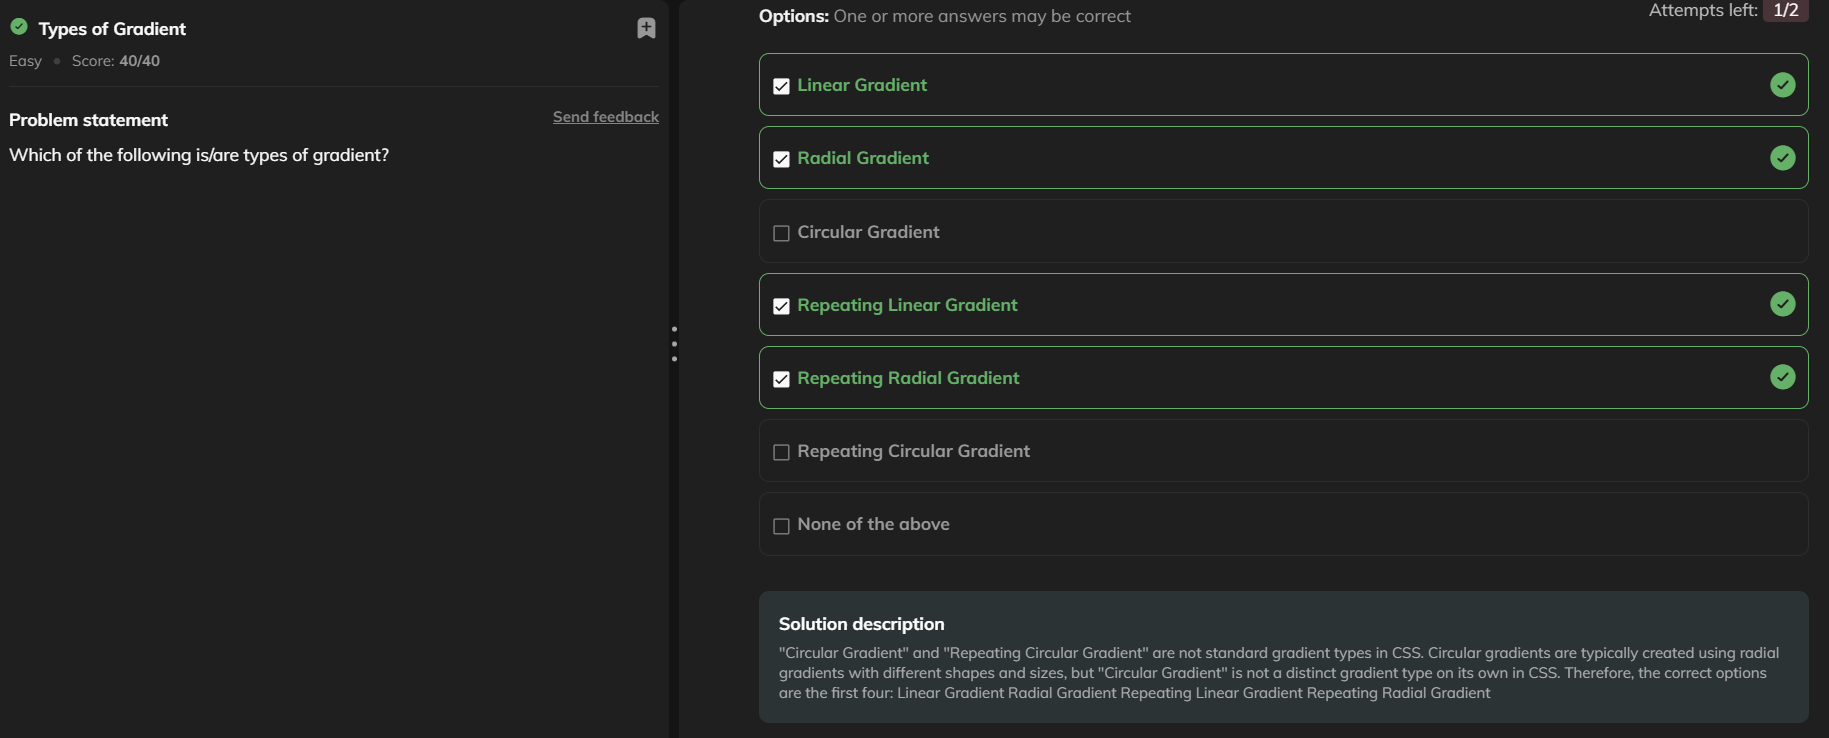 Types of Gradient
Easy • Score: 40/40
Problem statement
Send feedback
Which of the following is/are types of gradient?
Options: One or more answers may be correct
Attempts left: 1/2
Linear Gradient
Radial Gradient
Circular Gradient
Repeating Linear Gradient
Repeating Radial Gradient
Repeating Circular Gradient
None of the above
Solution description
"Circular Gradient" and "Repeating Circular Gradient" are not standard gradient types in CSS. Circular gradients are typically created using radial
gradients with different shapes and sizes, but "Circular Gradient" is not a distinct gradient type on its own in CSS. Therefore, the correct options
are the first four: Linear Gradient Radial Gradient Repeating Linear Gradient Repeating Radial Gradient